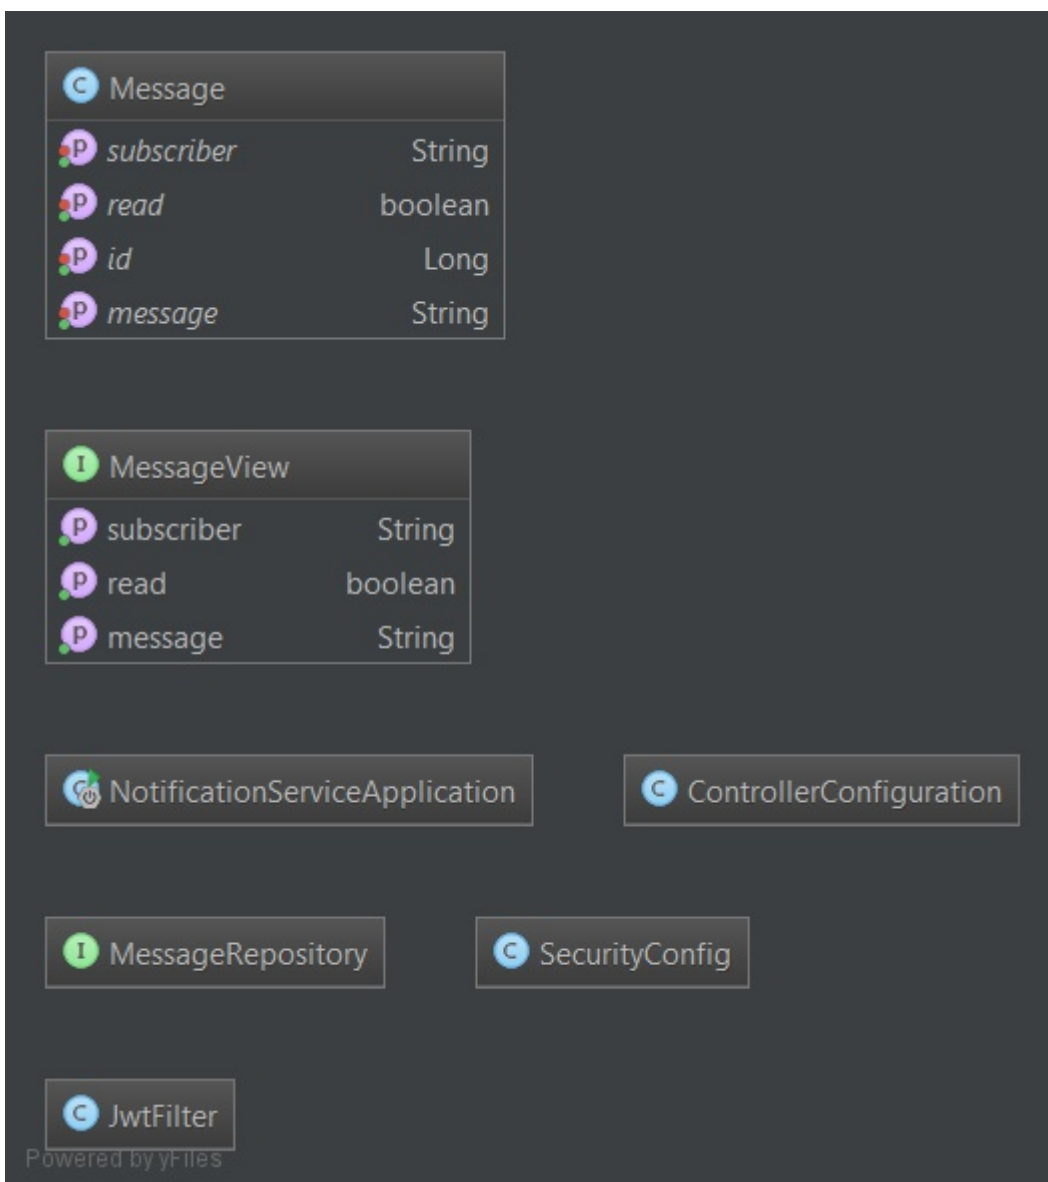 C Message
p subscriber String
p read boolean
p id Long
p message String
I MessageView
p subscriber String
p read boolean
p message String
C NotificationServiceApplication
C ControllerConfiguration
I MessageRepository
C SecurityConfig
C JwtFilter
Powered by yFiles